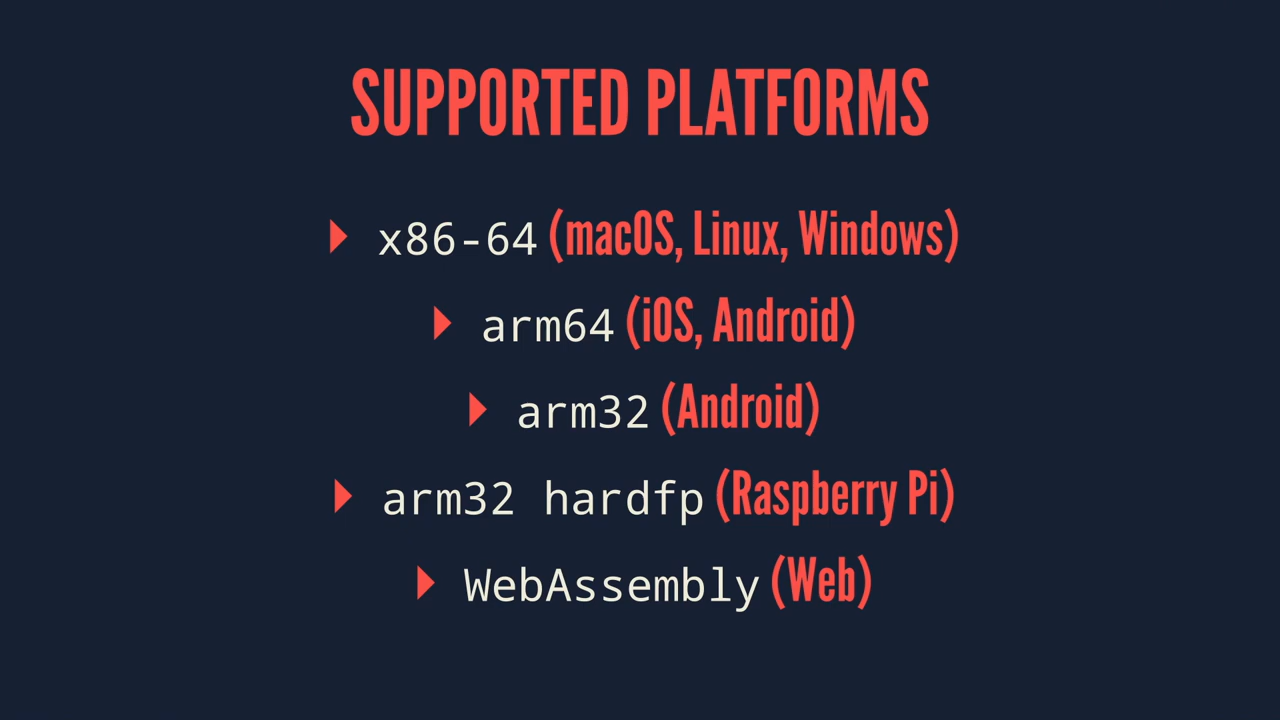 SUPPORTED PLATFORMS
x86-64 (macOS, Linux, Windows)
arm64 (iOS, Android)
arm32 (Android)
arm32 hardfp (Raspberry Pi)
WebAssembly (Web)